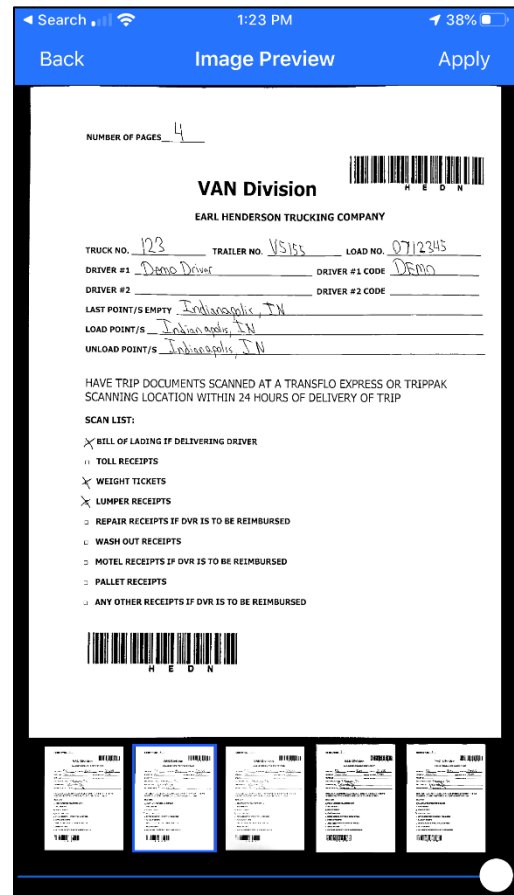 Search 1:23 PM 38%
Back Image Preview Apply
NUMBER OF PAGES 4
H E D N
VAN Division
EARL HENDERSON TRUCKING COMPANY
TRUCK NO. 123 TRAILER NO. V5155 LOAD NO. 0712345
DRIVER #1 Demo Driver DRIVER #1 CODE DEMO
DRIVER #2 DRIVER #2 CODE
LAST POINT/S EMPTY Indianapolis, IN
LOAD POINT/S Indianapolis, IN
UNLOAD POINT/S Indianapolis, IN
HAVE TRIP DOCUMENTS SCANNED AT A TRANSFLO EXPRESS OR TRIPPAK
SCANNING LOCATION WITHIN 24 HOURS OF DELIVERY OF TRIP
SCAN LIST:
BILL OF LADING IF DELIVERING DRIVER
TOLL RECEIPTS
WEIGHT TICKETS
LUMPER RECEIPTS
REPAIR RECEIPTS IF DVR IS TO BE REIMBURSED
WASH OUT RECEIPTS
MOTEL RECEIPTS IF DVR IS TO BE REIMBURSED
PALLET RECEIPTS
ANY OTHER RECEIPTS IF DVR IS TO BE REIMBURSED
H E D N